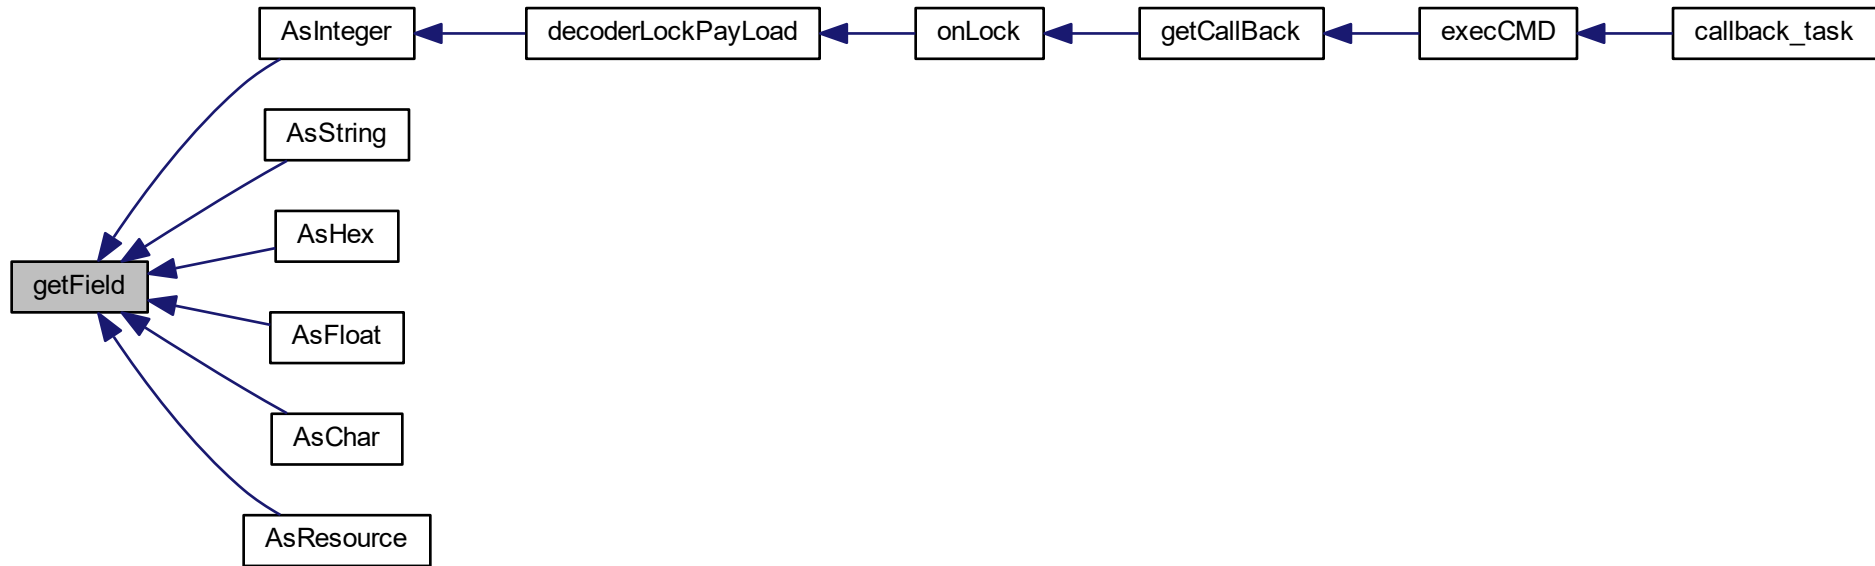 AsInteger
decoderLockPayLoad
onLock
getCallBack
execCMD
callback_task
AsString
AsHex
getField
AsFloat
AsChar
AsResource